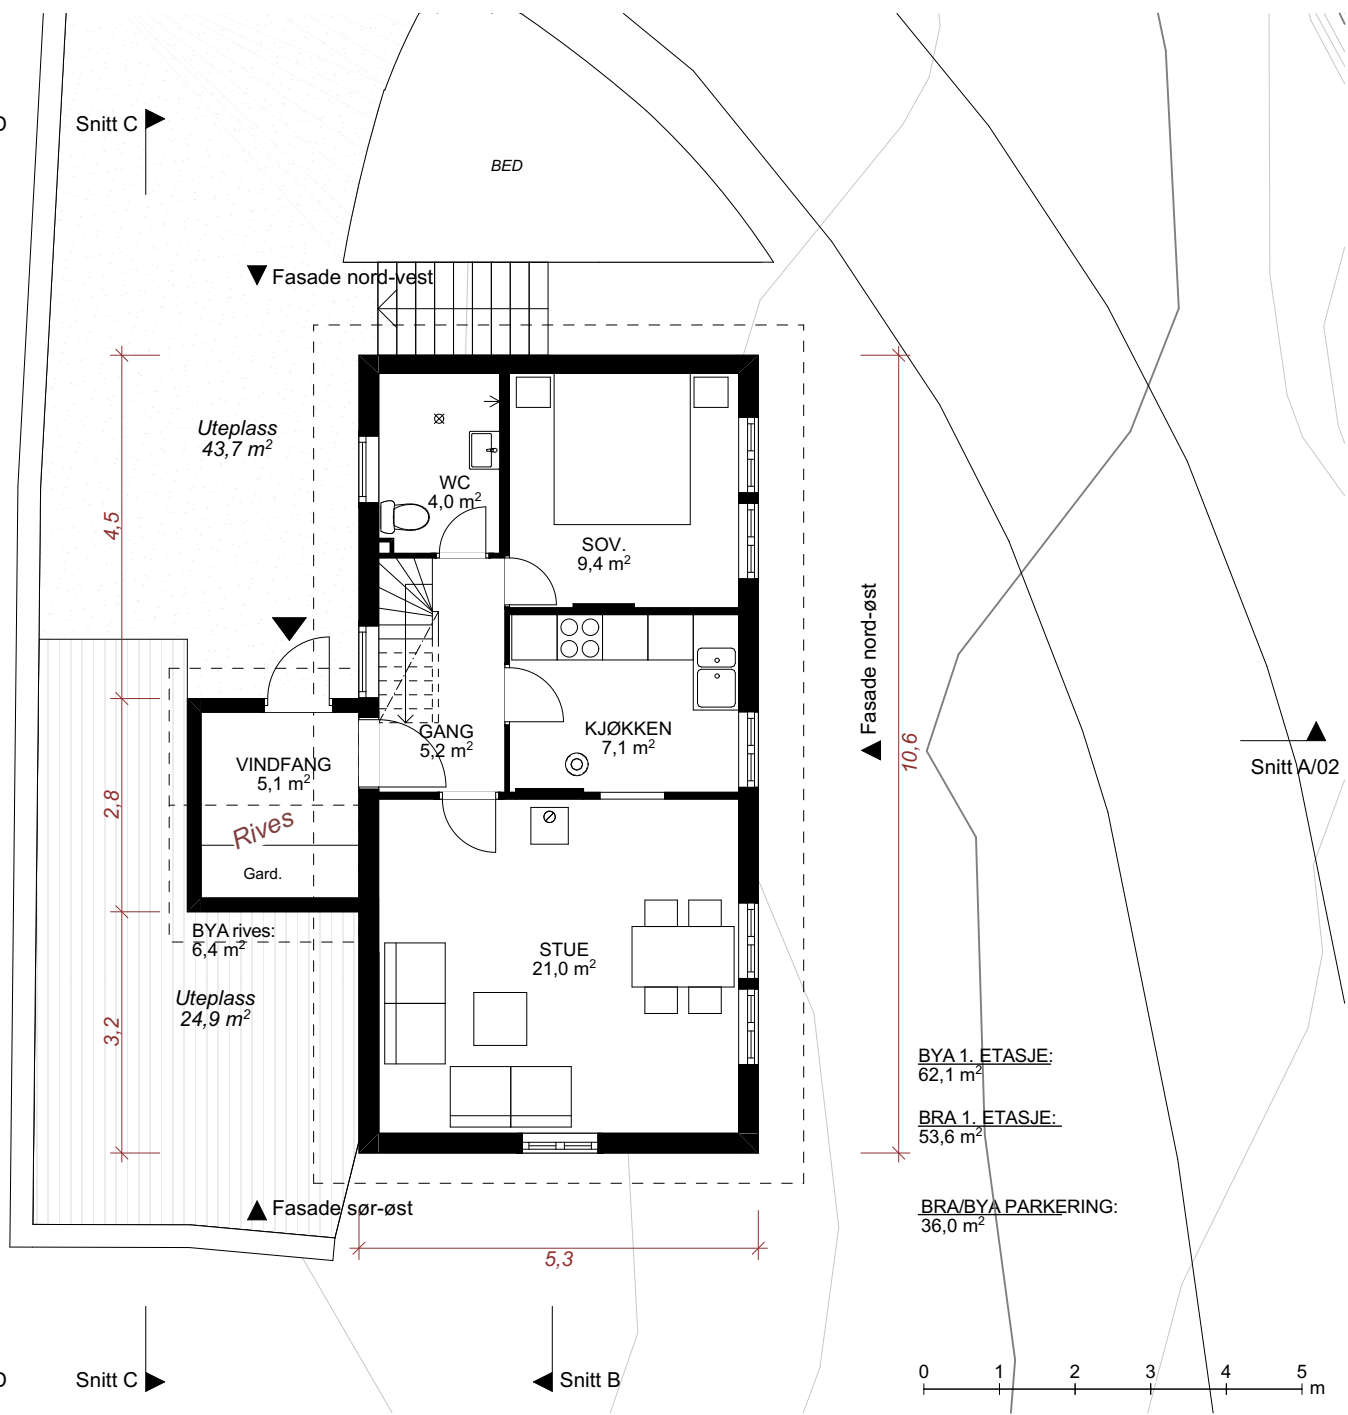 Snitt C
BED
Fasade nord-vest
Uteplass
43,7 m²
WC
4,0 m²
SOV.
9,4 m²
4,5
Fasade nord-øst
GANG
5,2 m²
KJØKKEN
7,1 m²
10,6
VINDFANG
5,1 m²
Snitt A/02
2,8
Rives
Gard.
BYA rives:
6,4 m²
STUE
21,0 m²
Uteplass
24,9 m²
3,2
BYA 1. ETASJE:
62,1 m²
BRA 1. ETASJE:
53,6 m²
BRA/BYA PARKERING:
36,0 m²
Fasade sør-øst
5,3
Snitt C
Snitt B
0 1 2 3 4 5 m